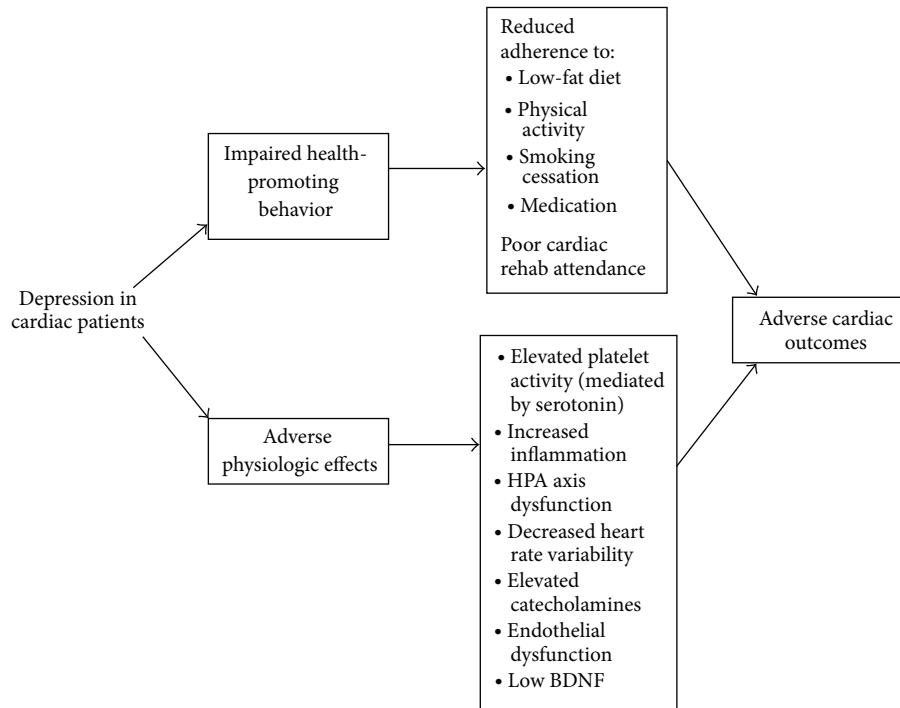 Depression in
cardiac patients
Impaired health-
promoting
behavior
Reduced
adherence to:
• Low-fat diet
• Physical
activity
• Smoking
cessation
• Medication
Poor cardiac
rehab attendance
Adverse
physiologic effects
• Elevated platelet
activity (mediated
by serotonin)
• Increased
inflammation
• HPA axis
dysfunction
• Decreased heart
rate variability
• Elevated
catecholamines
• Endothelial
dysfunction
• Low BDNF
Adverse cardiac
outcomes